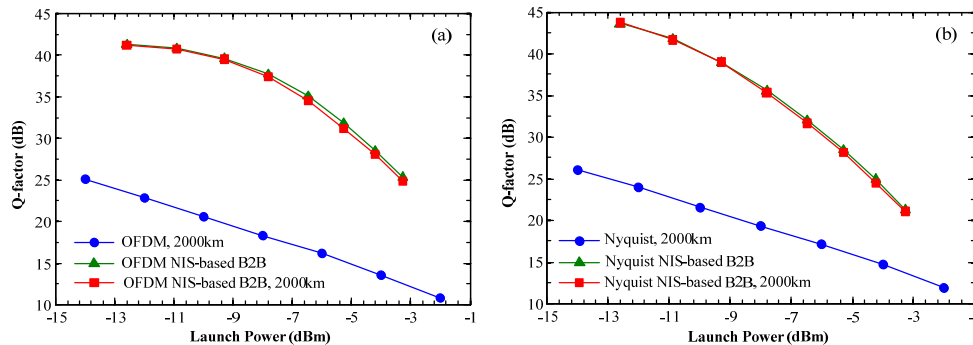 45
40
35
30
25
20
15
10
Q-factor (dB)
(a)
OFDM, 2000km
OFDM NIS-based B2B
OFDM NIS-based B2B, 2000km
-15
-13
-11
-9
-7
-5
-3
-1
Launch Power (dBm)
45
40
35
30
25
20
15
10
Q-factor (dB)
(b)
Nyquist, 2000km
Nyquist NIS-based B2B
Nyquist NIS-based B2B, 2000km
-15
-13
-11
-9
-7
-5
-3
-1
Launch Power (dBm)